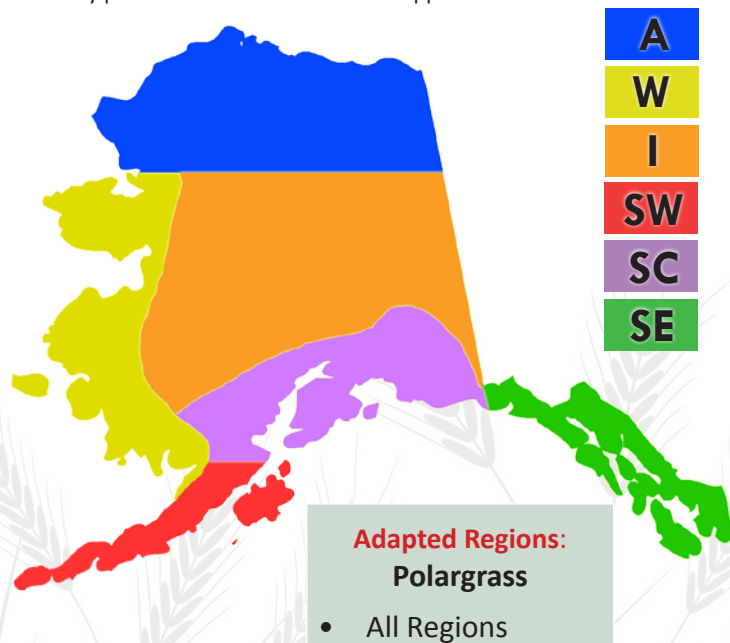 A
W
I
SW
SC
SE
Adapted Regions:
Polargrass
• All Regions